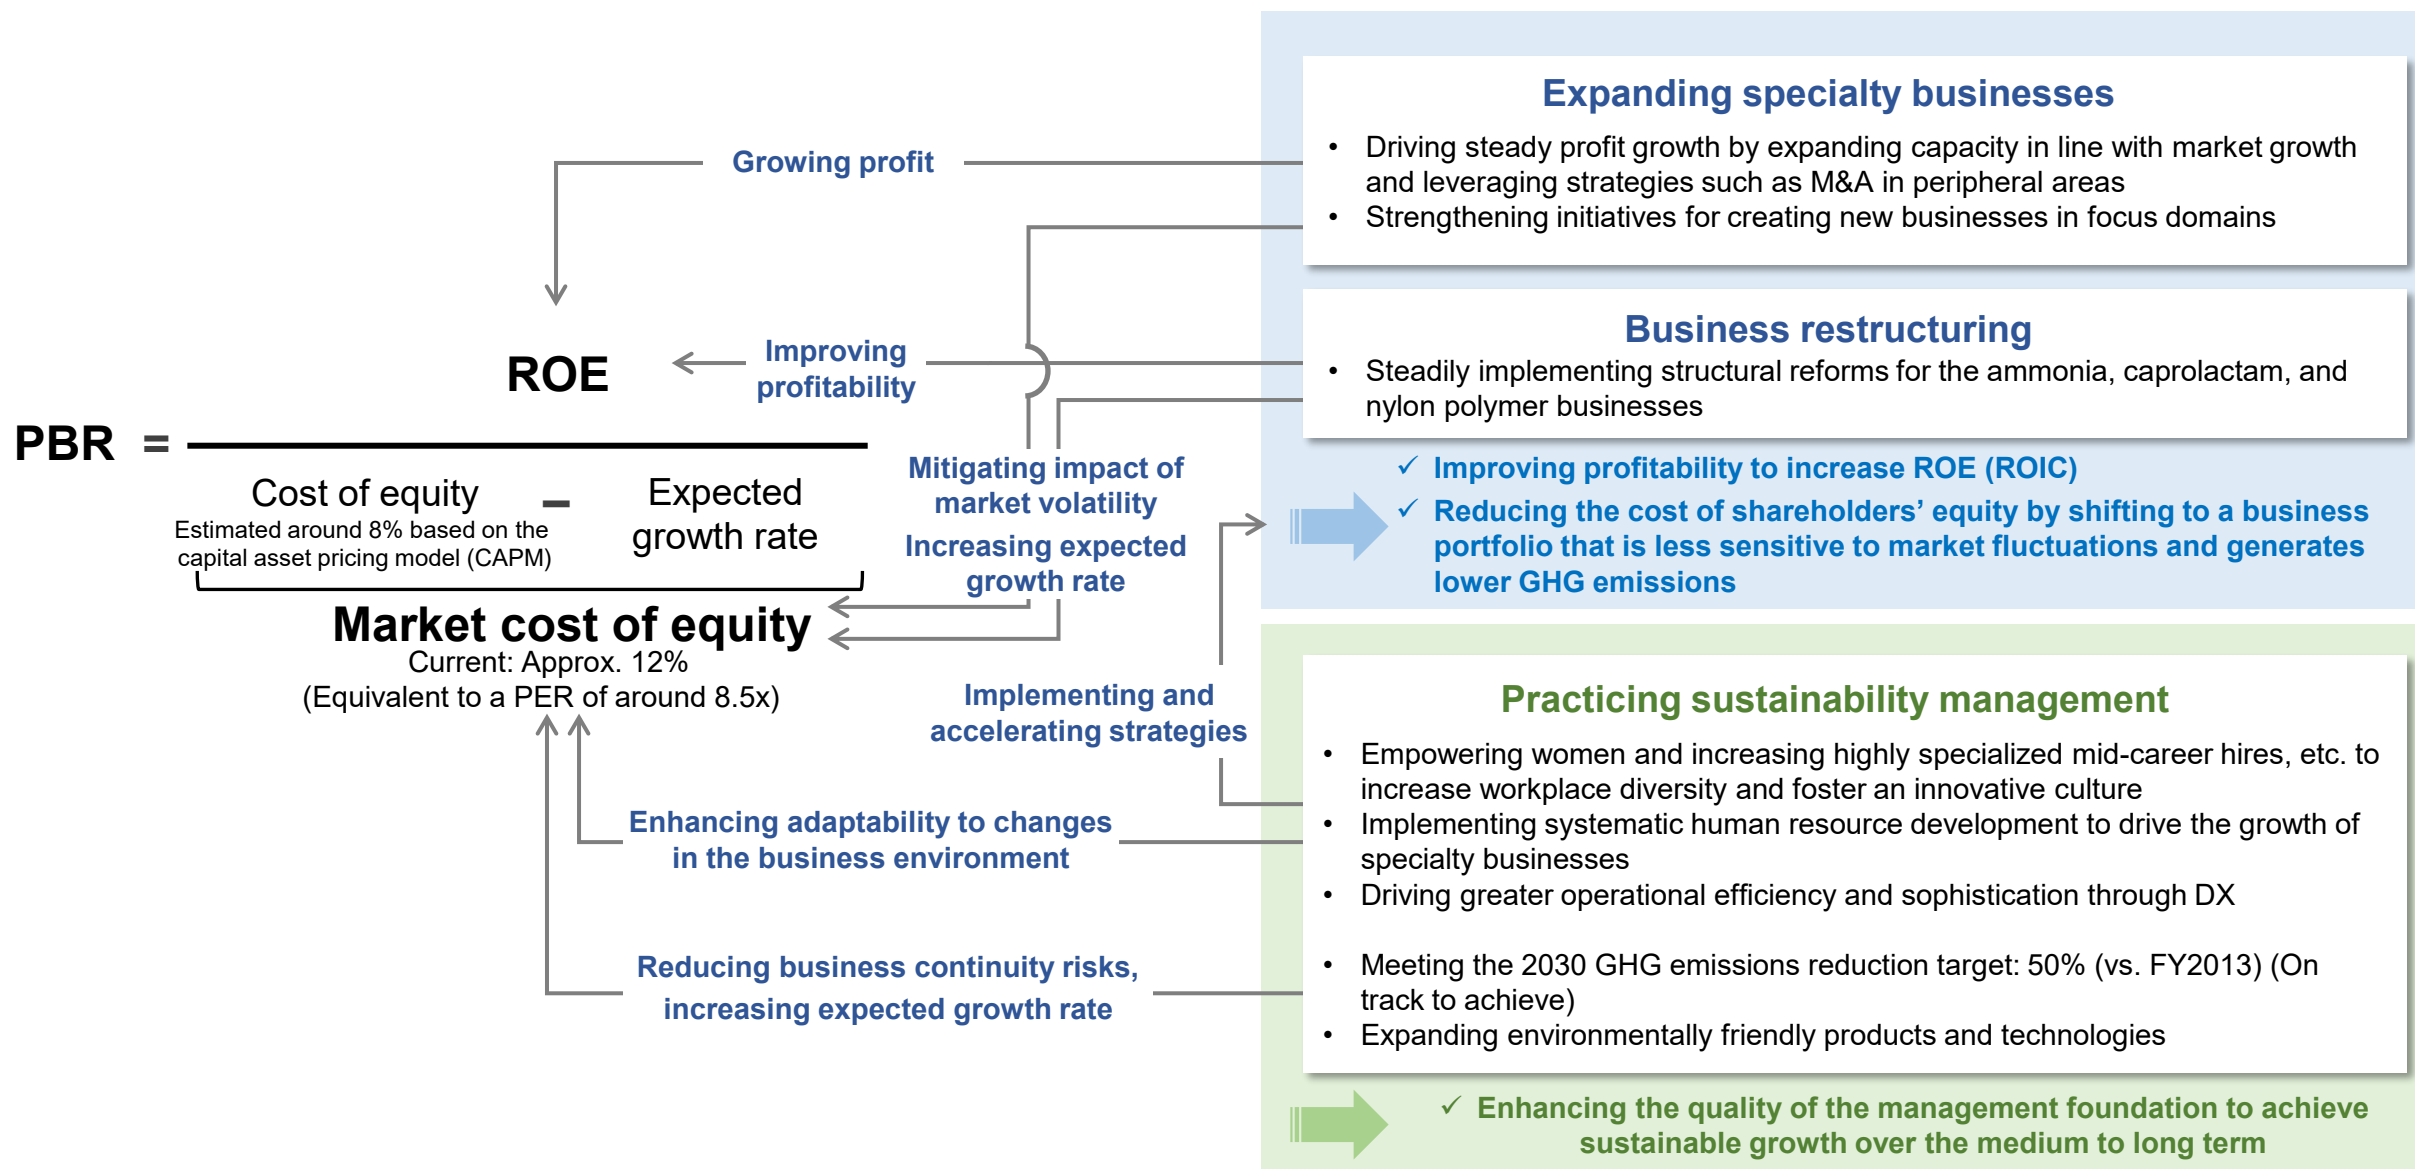 Expanding specialty businesses
• Driving steady profit growth by expanding capacity in line with market growth
and leveraging strategies such as M&A in peripheral areas
• Strengthening initiatives for creating new businesses in focus domains
Growing profit
Business restructuring
• Steadily implementing structural reforms for the ammonia, caprolactam, and
nylon polymer businesses
Improving
profitability
ROE
PBR =
Cost of equity
Estimated around 8% based on the
capital asset pricing model (CAPM)
–
Expected
growth rate
Market cost of equity
Current: Approx. 12%
(Equivalent to a PER of around 8.5x)
Mitigating impact of
market volatility
Increasing expected
growth rate
✓ Improving profitability to increase ROE (ROIC)
✓ Reducing the cost of shareholders’ equity by shifting to a business
portfolio that is less sensitive to market fluctuations and generates
lower GHG emissions
Implementing and
accelerating strategies
Practicing sustainability management
• Empowering women and increasing highly specialized mid-career hires, etc. to
increase workplace diversity and foster an innovative culture
• Implementing systematic human resource development to drive the growth of
specialty businesses
• Driving greater operational efficiency and sophistication through DX
• Meeting the 2030 GHG emissions reduction target: 50% (vs. FY2013) (On
track to achieve)
• Expanding environmentally friendly products and technologies
Enhancing adaptability to changes
in the business environment
Reducing business continuity risks,
increasing expected growth rate
✓ Enhancing the quality of the management foundation to achieve
sustainable growth over the medium to long term